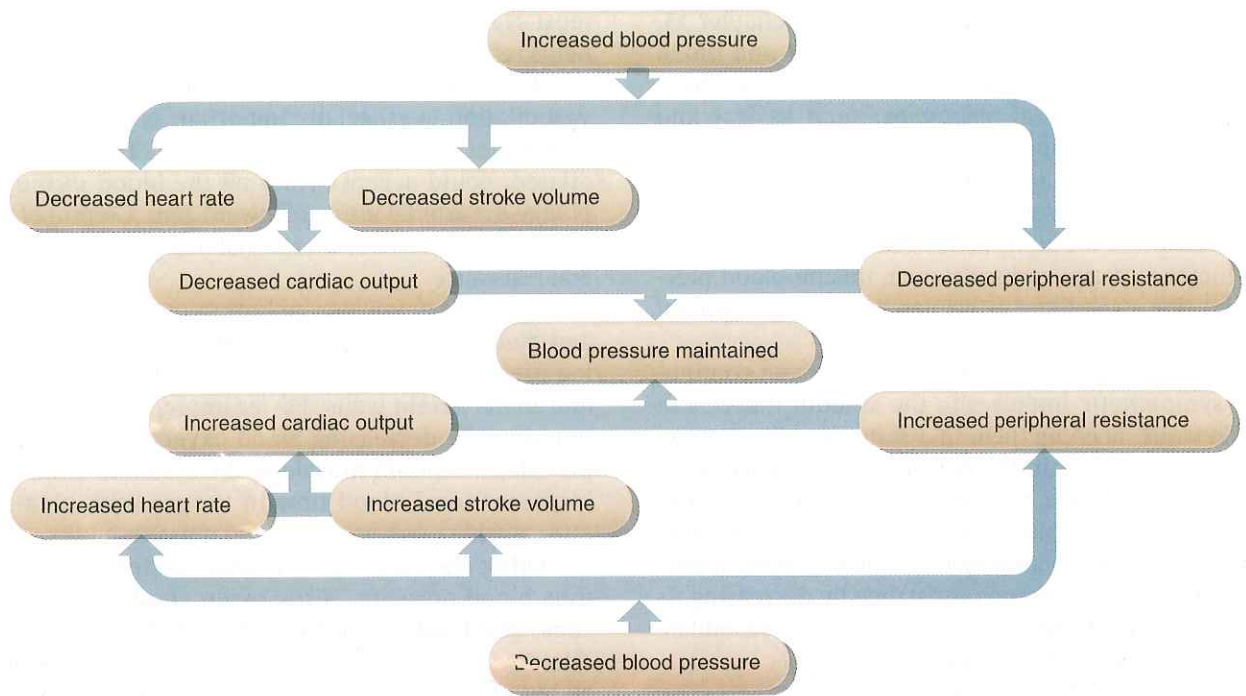 Increased blood pressure
Decreased heart rate
Decreased stroke volume
Decreased cardiac output
Decreased peripheral resistance
Blood pressure maintained
Increased cardiac output
Increased peripheral resistance
Increased heart rate
Increased stroke volume
Decreased blood pressure